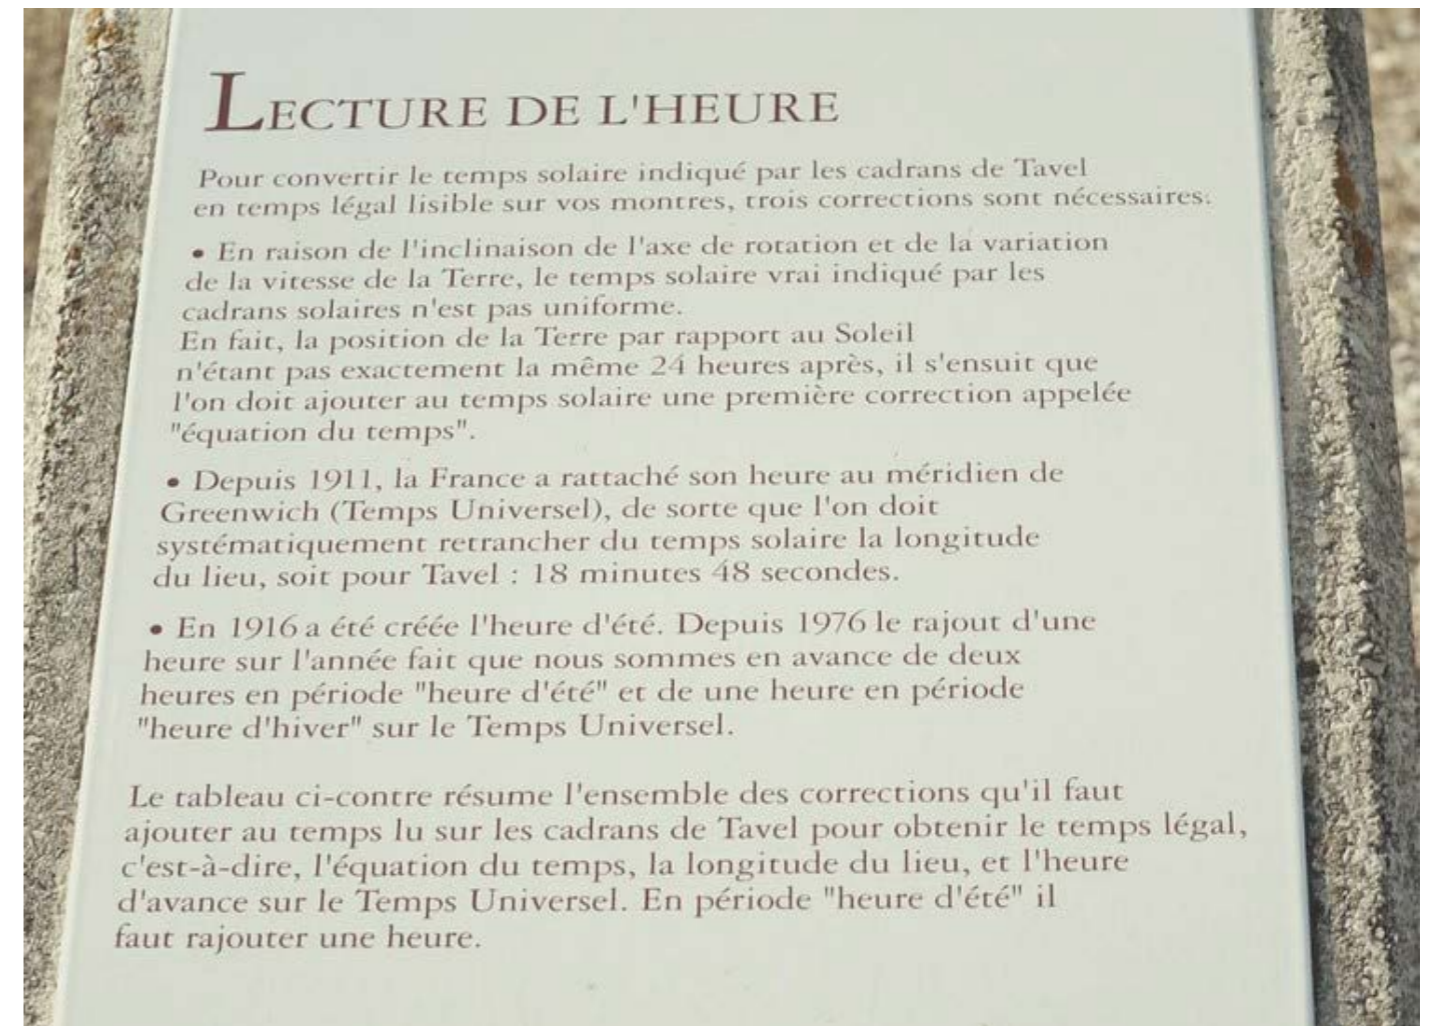 LECTURE DE L'HEURE
Pour convertir le temps solaire indiqué par les cadrans de Tavel
en temps légal lisible sur vos montres, trois corrections sont nécessaires:
• En raison de l'inclinaison de l'axe de rotation et de la variation
de la vitesse de la Terre, le temps solaire vrai indiqué par les
cadrans solaires n'est pas uniforme.
En fait, la position de la Terre par rapport au Soleil
n'étant pas exactement la même 24 heures après, il s'ensuit que
l'on doit ajouter au temps solaire une première correction appelée
"équation du temps".
• Depuis 1911, la France a rattaché son heure au méridien de
Greenwich (Temps Universel), de sorte que l'on doit
systématiquement retrancher du temps solaire la longitude
du lieu, soit pour Tavel : 18 minutes 48 secondes.
• En 1916 a été créée l'heure d'été. Depuis 1976 le rajout d'une
heure sur l'année fait que nous sommes en avance de deux
heures en période "heure d'été" et de une heure en période
"heure d'hiver" sur le Temps Universel.
Le tableau ci-contre résume l'ensemble des corrections qu'il faut
ajouter au temps lu sur les cadrans de Tavel pour obtenir le temps légal,
c'est-à-dire, l'équation du temps, la longitude du lieu, et l'heure
d'avance sur le Temps Universel. En période "heure d'été" il
faut rajouter une heure.